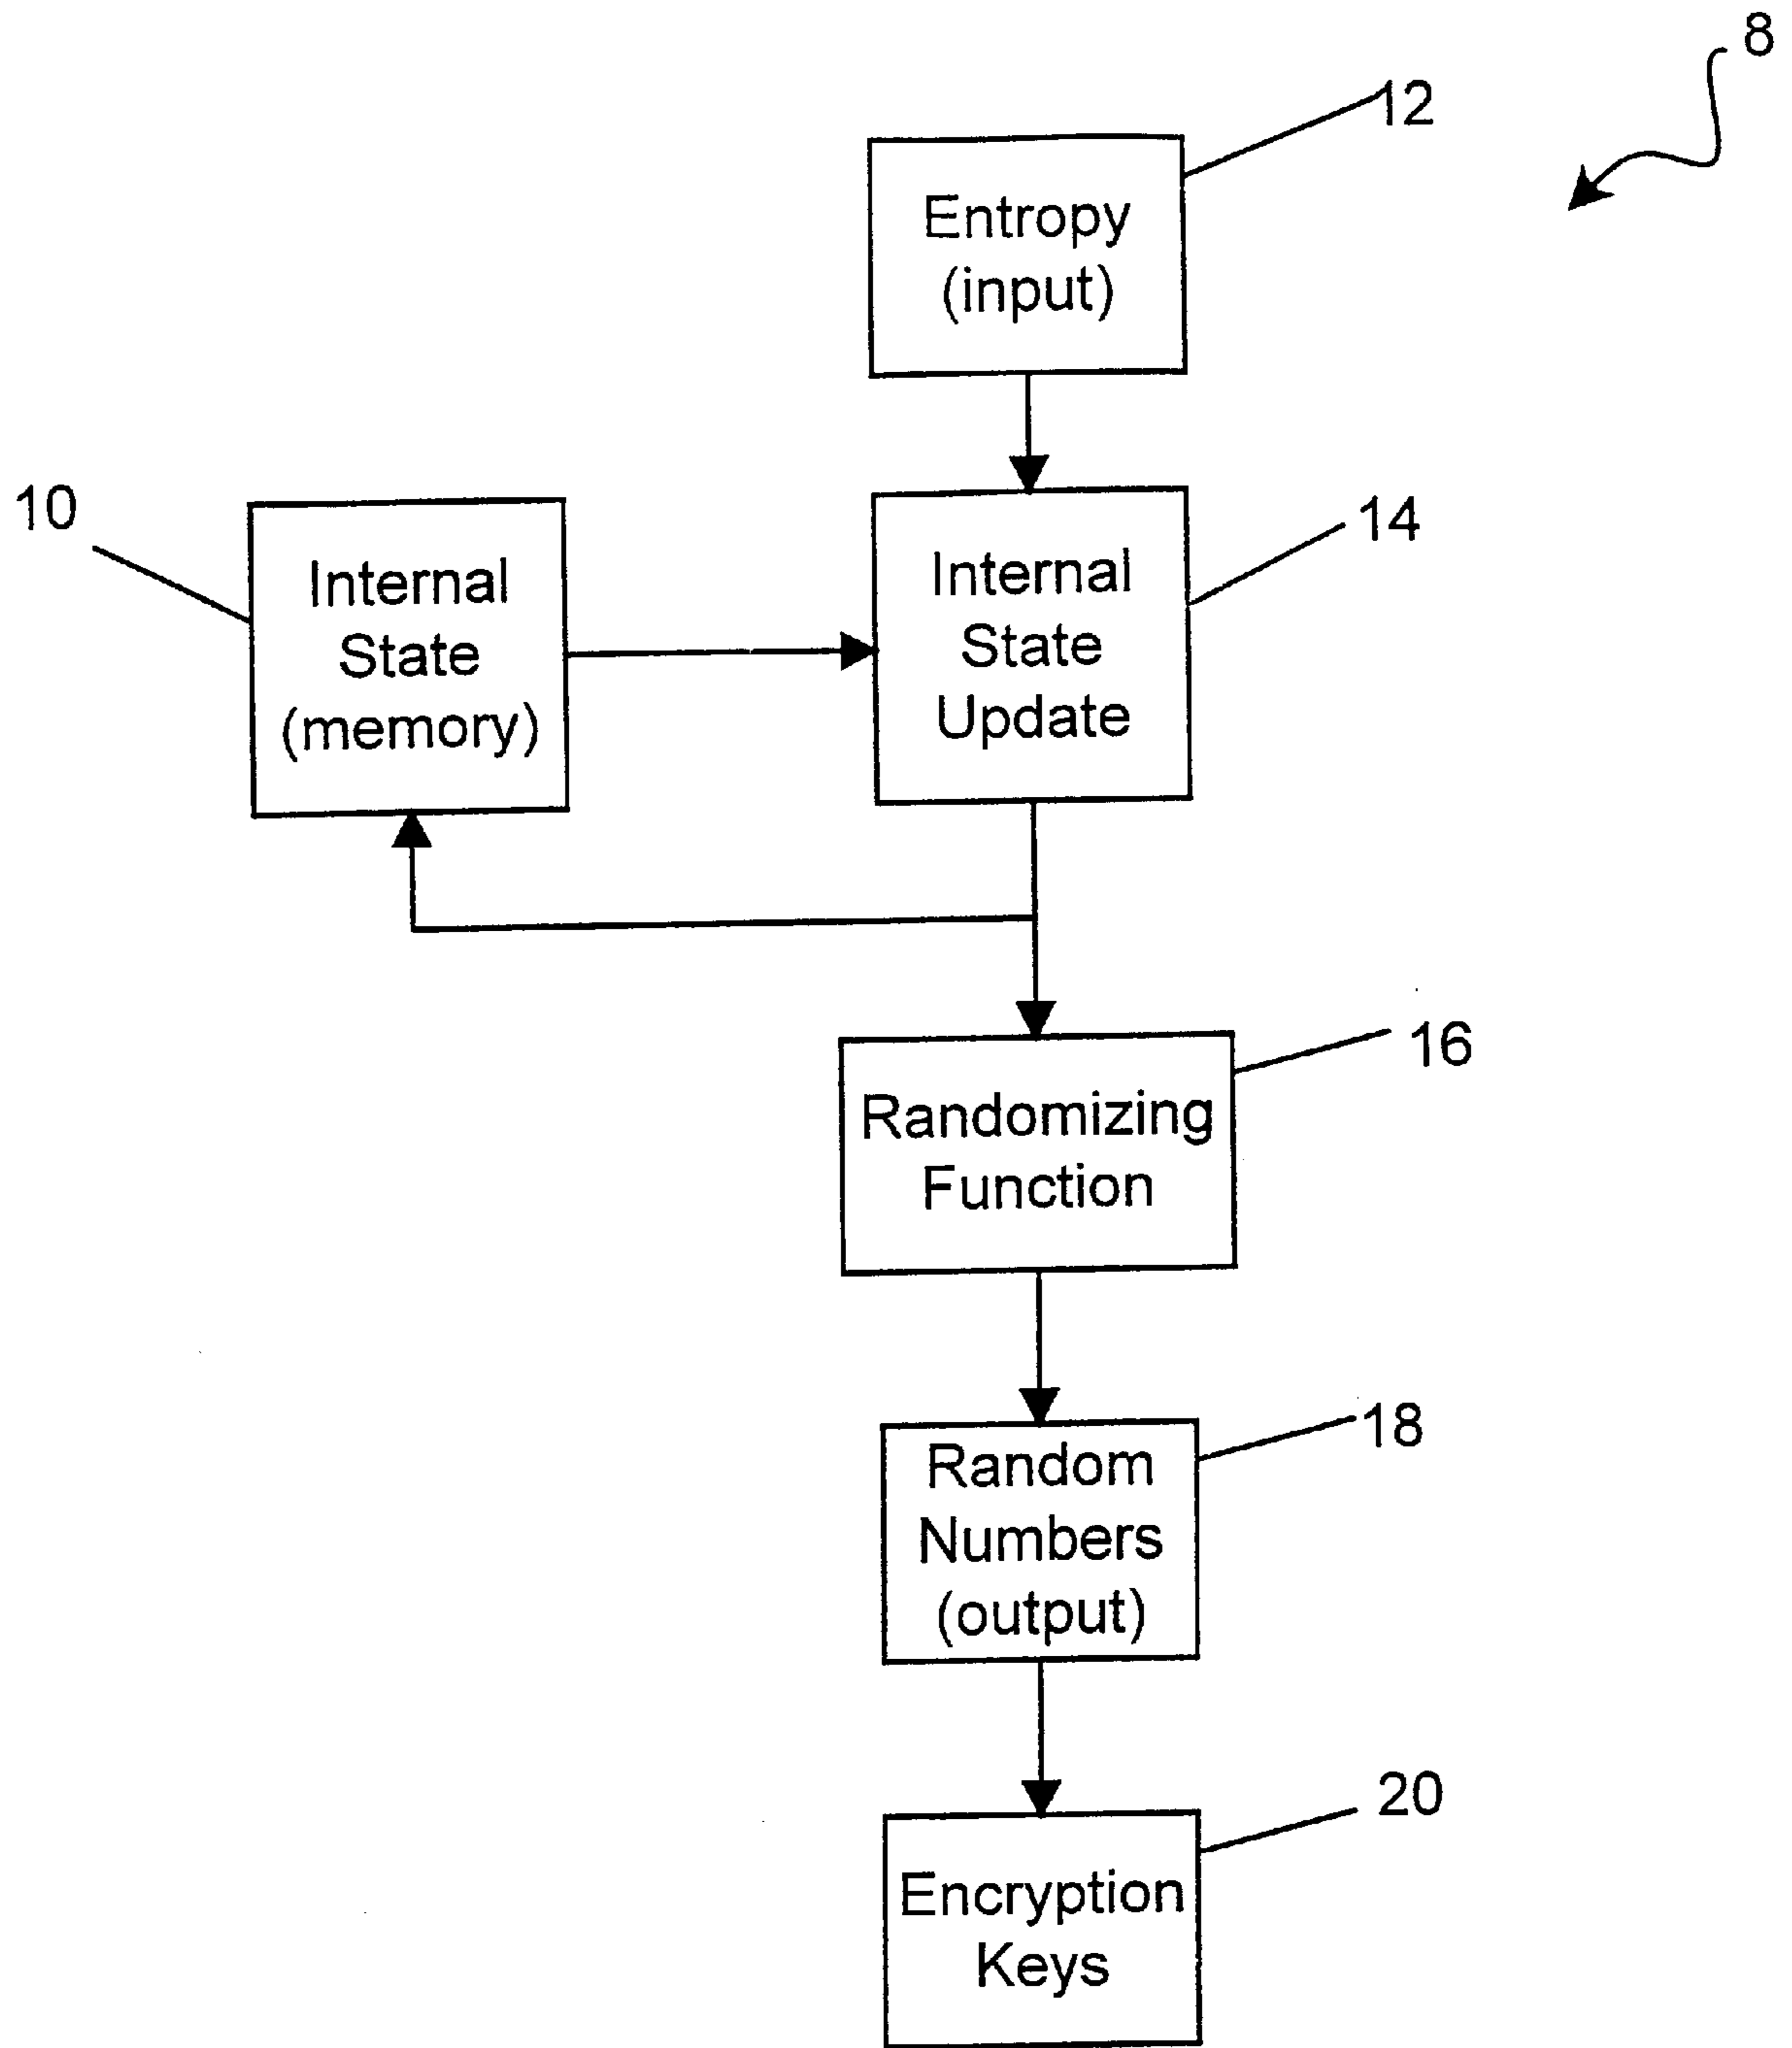 8
12
Entropy
(input)
10
Internal
State
(memory)
14
Internal
State
Update
16
Randomizing
Function
18
Random
Numbers
(output)
20
Encryption
Keys